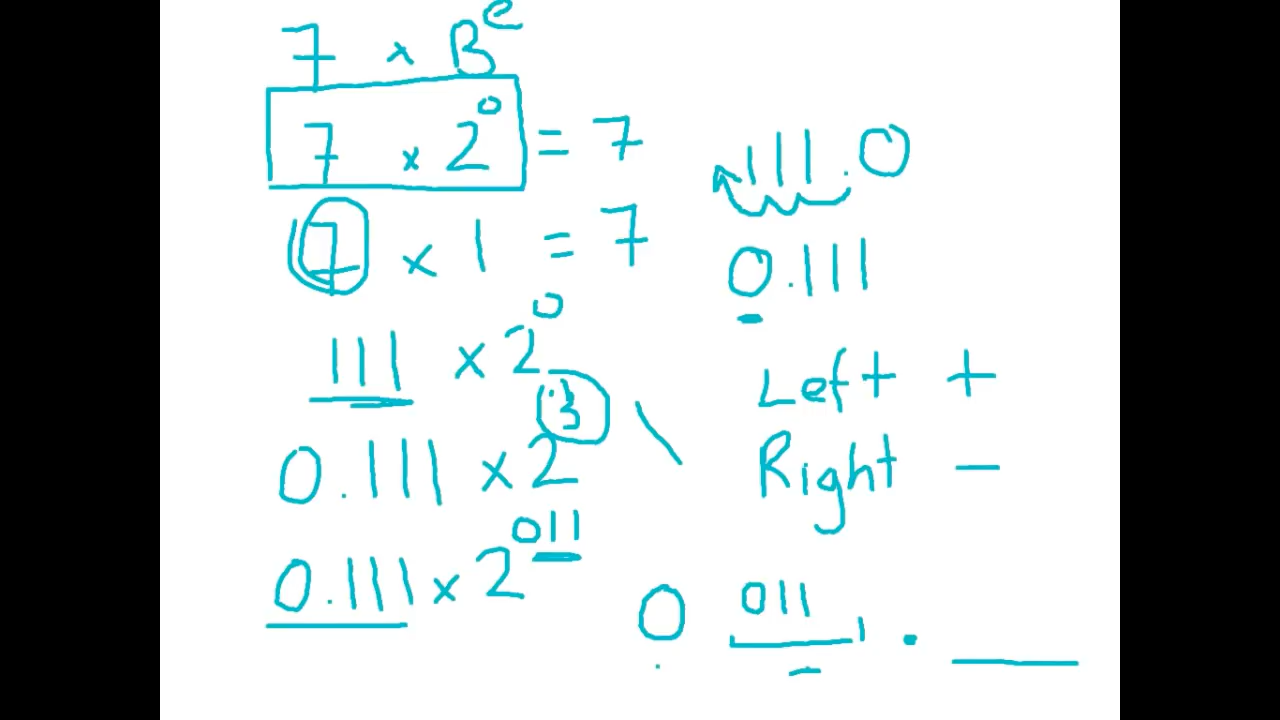 7 × B^e
7 × 2^0 = 7
7 × 1 = 7
111 × 2^0
0.111 × 2^3
0.111 × 2^011
111.0
0.111
Left + +
Right -
0 011 .